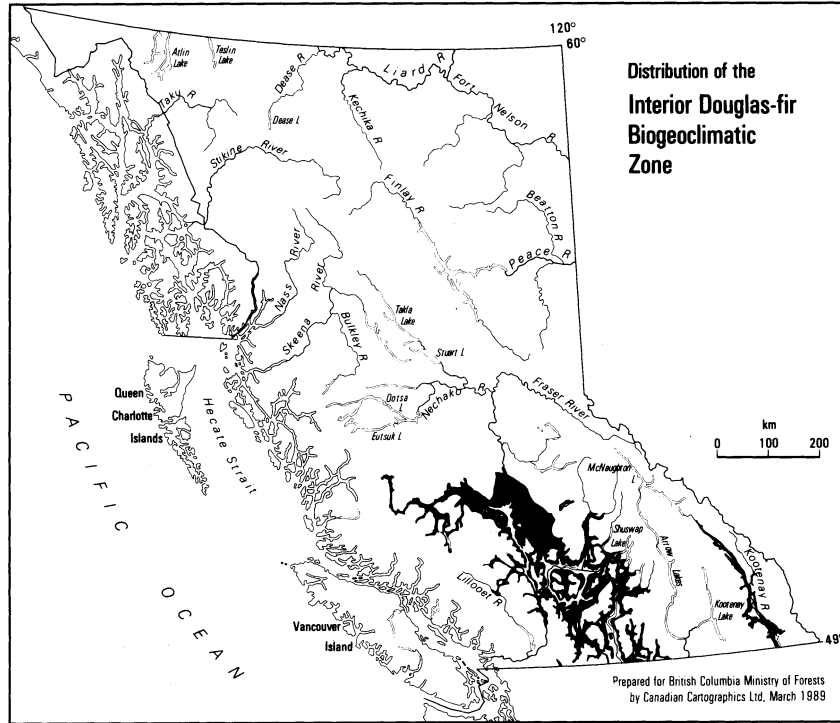 120°
60°
Distribution of the
Interior Douglas-fir
Biogeoclimatic
Zone
Atlin
Lake
Teslin
Lake
Dease R
Liard R
Fort
Nelson
R
Taku R
Dease L
Kechika R
Stikine River
Finlay R
Beatton R
Peace R
Nass River
Skeena River
Bulkley R
Takla
Lake
Stuart L
Ootsa
L
Nechako R
Eutsuk L
Fraser River
Queen
Charlotte
Islands
Hecate Strait
PACIFIC OCEAN
km
0 100 200
McNaughton
L
Shuswap
Lake
Arrow Lakes
Kootenay R
Kootenay
Lake
Lillooet R
Vancouver
Island
49°
Prepared for British Columbia Ministry of Forests
by Canadian Cartographics Ltd, March 1989